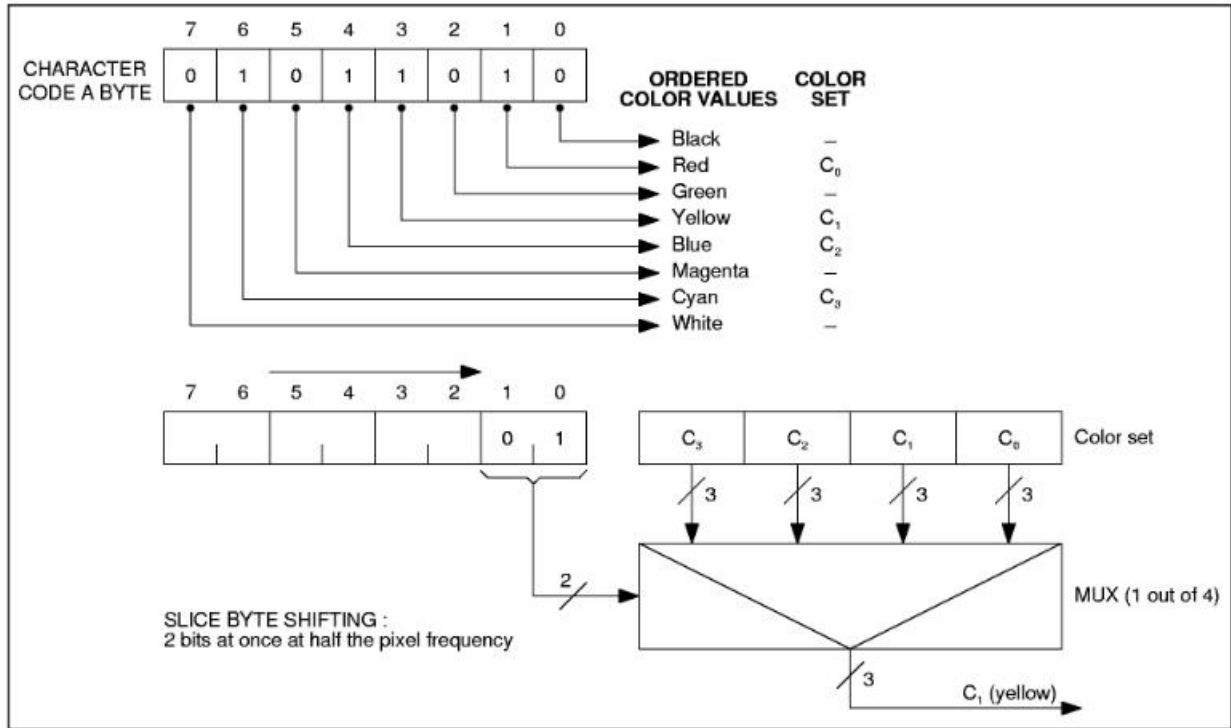 7 6 5 4 3 2 1 0
CHARACTER
CODE A BYTE
0 1 0 1 1 0 1 0
ORDERED
COLOR VALUES
COLOR
SET
Black –
Red C₀
Green –
Yellow C₁
Blue C₂
Magenta –
Cyan C₃
White –
7 6 5 4 3 2 1 0
0 1
C₃ C₂ C₁ C₀ Color set
3 3 3 3
2
MUX (1 out of 4)
SLICE BYTE SHIFTING :
2 bits at once at half the pixel frequency
3
C₁ (yellow)